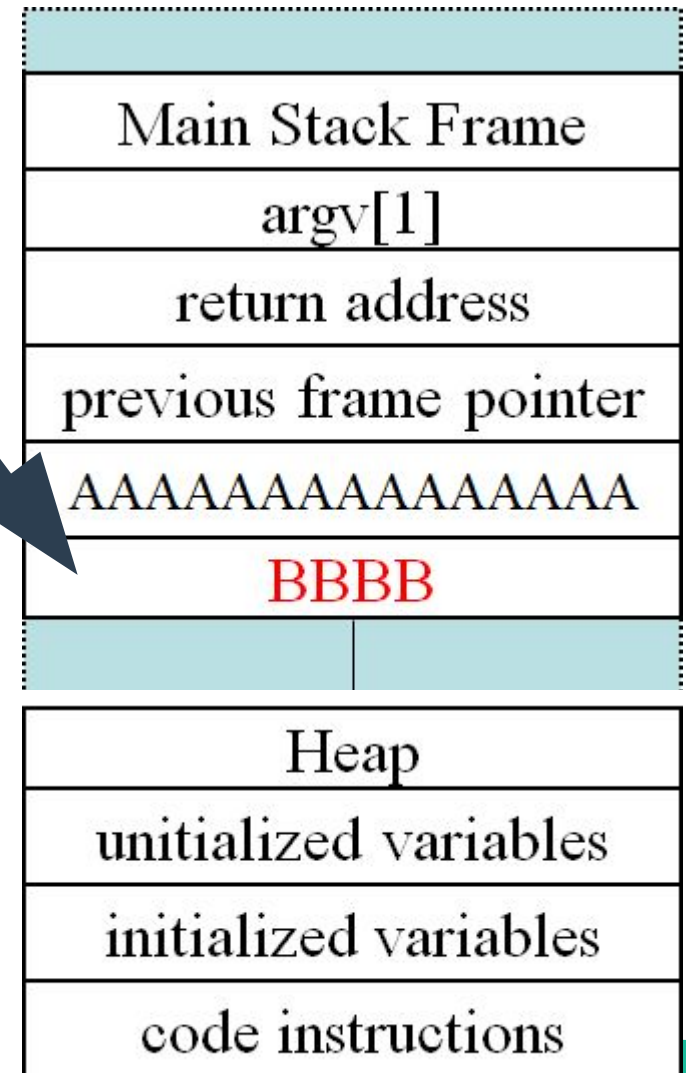 Main Stack Frame
argv[1]
return address
previous frame pointer
AAAAAAAAAAAAAAA
BBBB
Heap
unitialized variables
initialized variables
code instructions